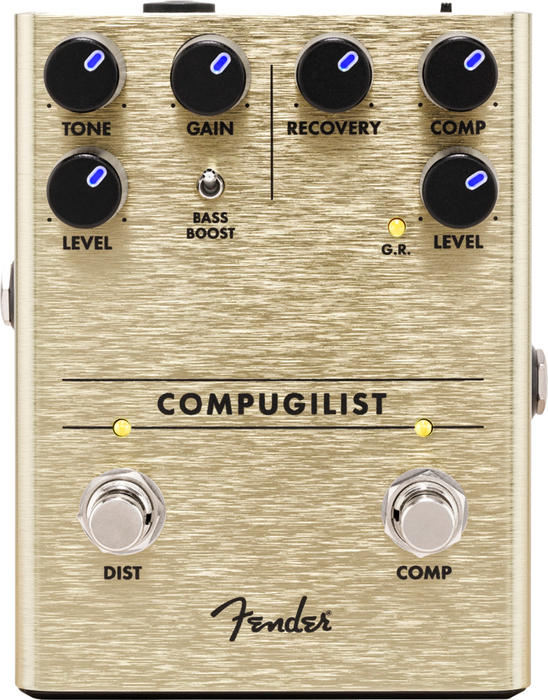 TONE
GAIN
RECOVERY
COMP
LEVEL
BASS
BOOST
G.R.
LEVEL
COMPUGILIST
DIST
COMP
Fender